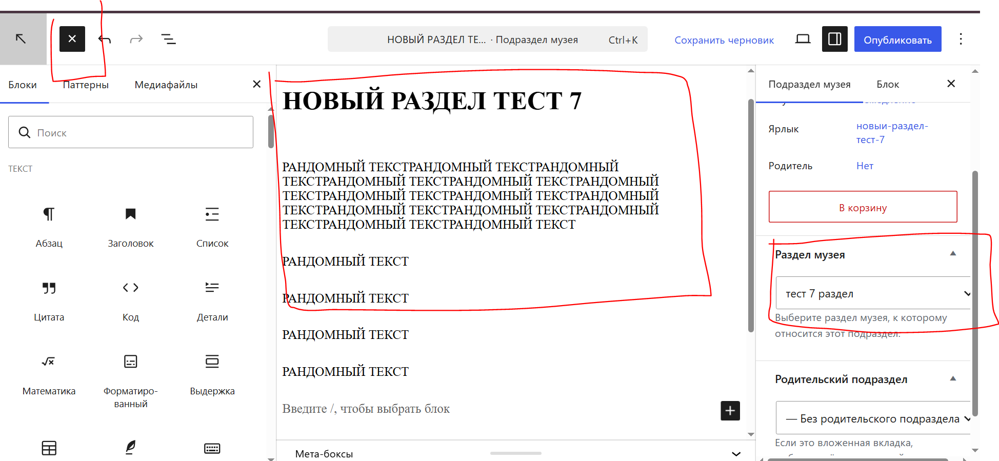 НОВЫЙ РАЗДЕЛ ТЕ... · Подраздел музея Ctrl+K
Сохранить черновик
Опубликовать
Блоки
Паттерны
Медиафайлы
Поиск
ТЕКСТ
Абзац
Заголовок
Список
Цитата
Код
Детали
Математика
Форматиро-
ванный
Выдержка
НОВЫЙ РАЗДЕЛ ТЕСТ 7
РАНДОМНЫЙ ТЕКСТРАНДОМНЫЙ ТЕКСТРАНДОМНЫЙ
ТЕКСТРАНДОМНЫЙ ТЕКСТРАНДОМНЫЙ ТЕКСТРАНДОМНЫЙ
ТЕКСТРАНДОМНЫЙ ТЕКСТРАНДОМНЫЙ ТЕКСТРАНДОМНЫЙ
ТЕКСТРАНДОМНЫЙ ТЕКСТРАНДОМНЫЙ ТЕКСТРАНДОМНЫЙ
ТЕКСТРАНДОМНЫЙ ТЕКСТРАНДОМНЫЙ ТЕКСТ
РАНДОМНЫЙ ТЕКСТ
РАНДОМНЫЙ ТЕКСТ
РАНДОМНЫЙ ТЕКСТ
РАНДОМНЫЙ ТЕКСТ
Введите /, чтобы выбрать блок
Мета-боксы
Подраздел музея
Блок
Ярлык
новыи-раздел-
тест-7
Родитель
Нет
В корзину
Раздел музея
тест 7 раздел
Выберите раздел музея, к которому
относится этот подраздел.
Родительский подраздел
— Без родительского подраздела
Если это вложенная вкладка,